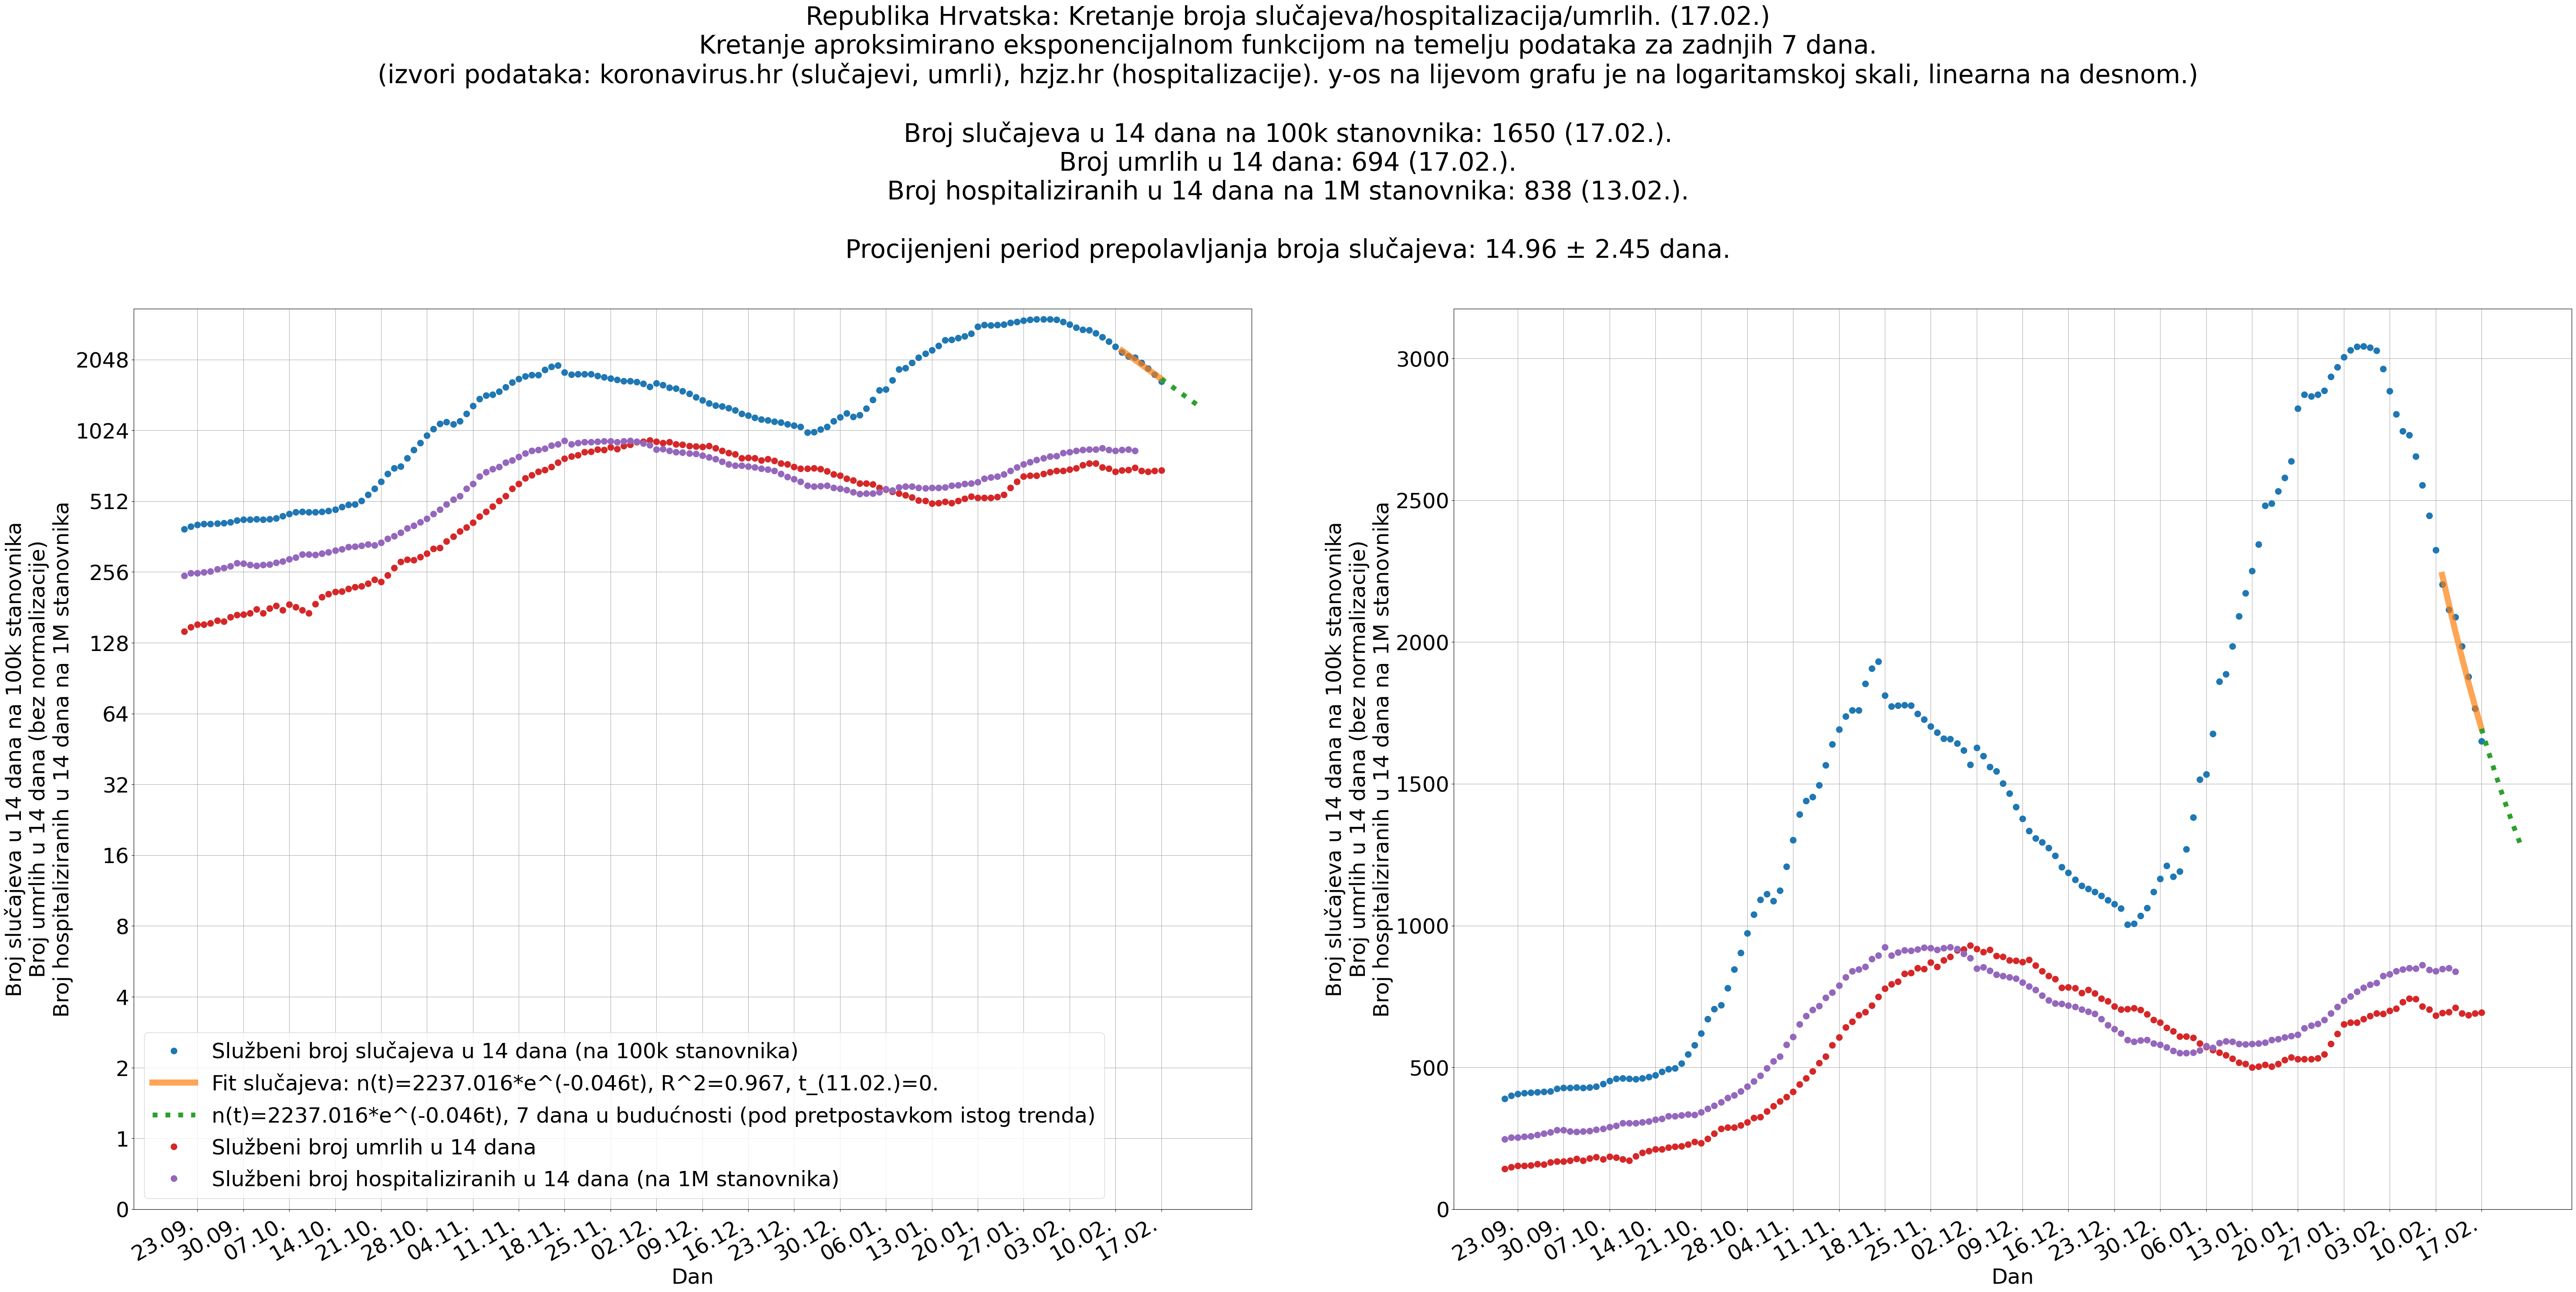 Republika Hrvatska: Kretanje broja slučajeva/hospitalizacija/umrlih. (17.02.)
Kretanje aproksimirano eksponencijalnom funkcijom na temelju podataka za zadnjih 7 dana.
(izvori podataka: koronavirus.hr (slučajevi, umrli), hzjz.hr (hospitalizacije). y-os na lijevom grafu je na logaritamskoj skali, linearna na desnom.)
Broj slučajeva u 14 dana na 100k stanovnika: 1650 (17.02.).
Broj umrlih u 14 dana: 694 (17.02.).
Broj hospitaliziranih u 14 dana na 1M stanovnika: 838 (13.02.).
Procijenjeni period prepolavljanja broja slučajeva: 14.96 ± 2.45 dana.
Broj slučajeva u 14 dana na 100k stanovnika
Broj umrlih u 14 dana (bez normalizacije)
Broj hospitaliziranih u 14 dana na 1M stanovnika
2048
1024
512
256
128
64
32
16
8
4
2
1
0
Službeni broj slučajeva u 14 dana (na 100k stanovnika)
Fit slučajeva: n(t)=2237.016*e^(-0.046t), R^2=0.967, t_(11.02.)=0.
n(t)=2237.016*e^(-0.046t), 7 dana u budućnosti (pod pretpostavkom istog trenda)
Službeni broj umrlih u 14 dana
Službeni broj hospitaliziranih u 14 dana (na 1M stanovnika)
23.09. 30.09. 07.10. 14.10. 21.10. 28.10. 04.11. 11.11. 18.11. 25.11. 02.12. 09.12. 16.12. 23.12. 30.12. 06.01. 13.01. 20.01. 27.01. 03.02. 10.02. 17.02.
Dan
Broj slučajeva u 14 dana na 100k stanovnika
Broj umrlih u 14 dana (bez normalizacije)
Broj hospitaliziranih u 14 dana na 1M stanovnika
3000
2500
2000
1500
1000
500
0
23.09. 30.09. 07.10. 14.10. 21.10. 28.10. 04.11. 11.11. 18.11. 25.11. 02.12. 09.12. 16.12. 23.12. 30.12. 06.01. 13.01. 20.01. 27.01. 03.02. 10.02. 17.02.
Dan